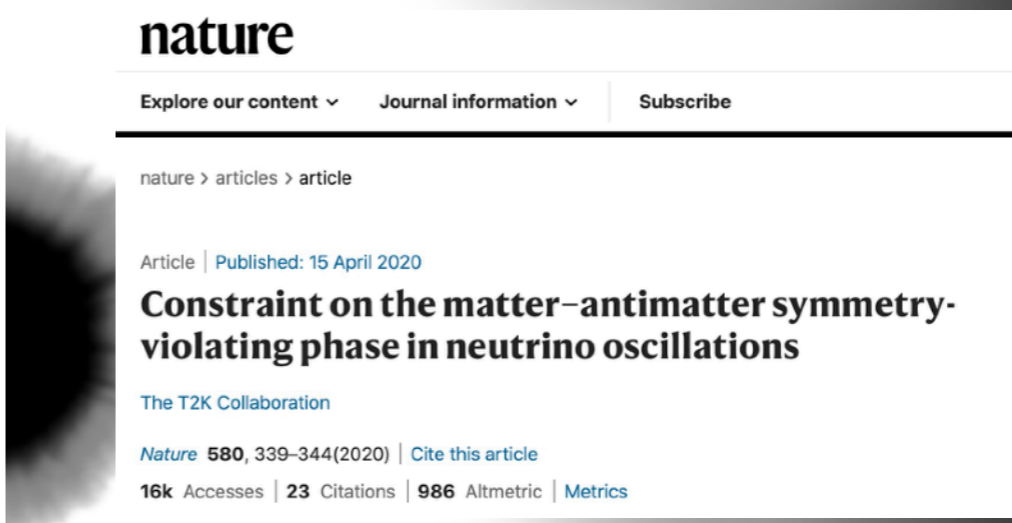 nature
Explore our content Journal information Subscribe
nature > articles > article
Article | Published: 15 April 2020
Constraint on the matter–antimatter symmetry-
violating phase in neutrino oscillations
The T2K Collaboration
Nature 580, 339–344(2020) | Cite this article
16k Accesses | 23 Citations | 986 Altmetric | Metrics